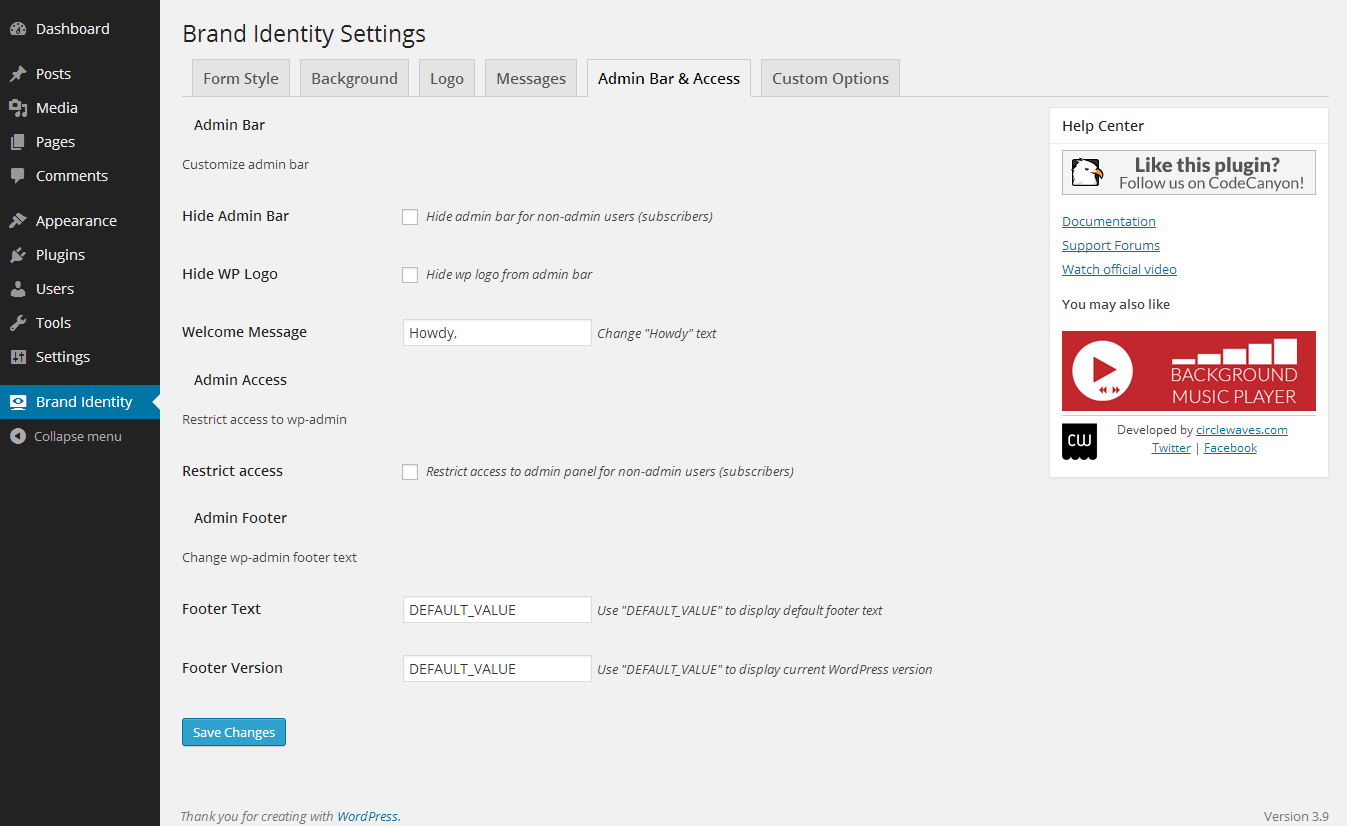 Dashboard
Posts
Media
Pages
Comments
Appearance
Plugins
Users
Tools
Settings
Brand Identity
Collapse menu
Brand Identity Settings
Form Style
Background
Logo
Messages
Admin Bar & Access
Custom Options
Admin Bar
Customize admin bar
Hide Admin Bar
Hide admin bar for non-admin users (subscribers)
Hide WP Logo
Hide wp logo from admin bar
Welcome Message
Howdy,
Change "Howdy" text
Admin Access
Restrict access to wp-admin
Restrict access
Restrict access to admin panel for non-admin users (subscribers)
Admin Footer
Change wp-admin footer text
Footer Text
DEFAULT_VALUE
Use "DEFAULT_VALUE" to display default footer text
Footer Version
DEFAULT_VALUE
Use "DEFAULT_VALUE" to display current WordPress version
Save Changes
Help Center
Like this plugin?
Follow us on CodeCanyon!
Documentation
Support Forums
Watch official video
You may also like
BACKGROUND
MUSIC PLAYER
CW
Developed by circlewaves.com
Twitter | Facebook
Thank you for creating with WordPress.
Version 3.9